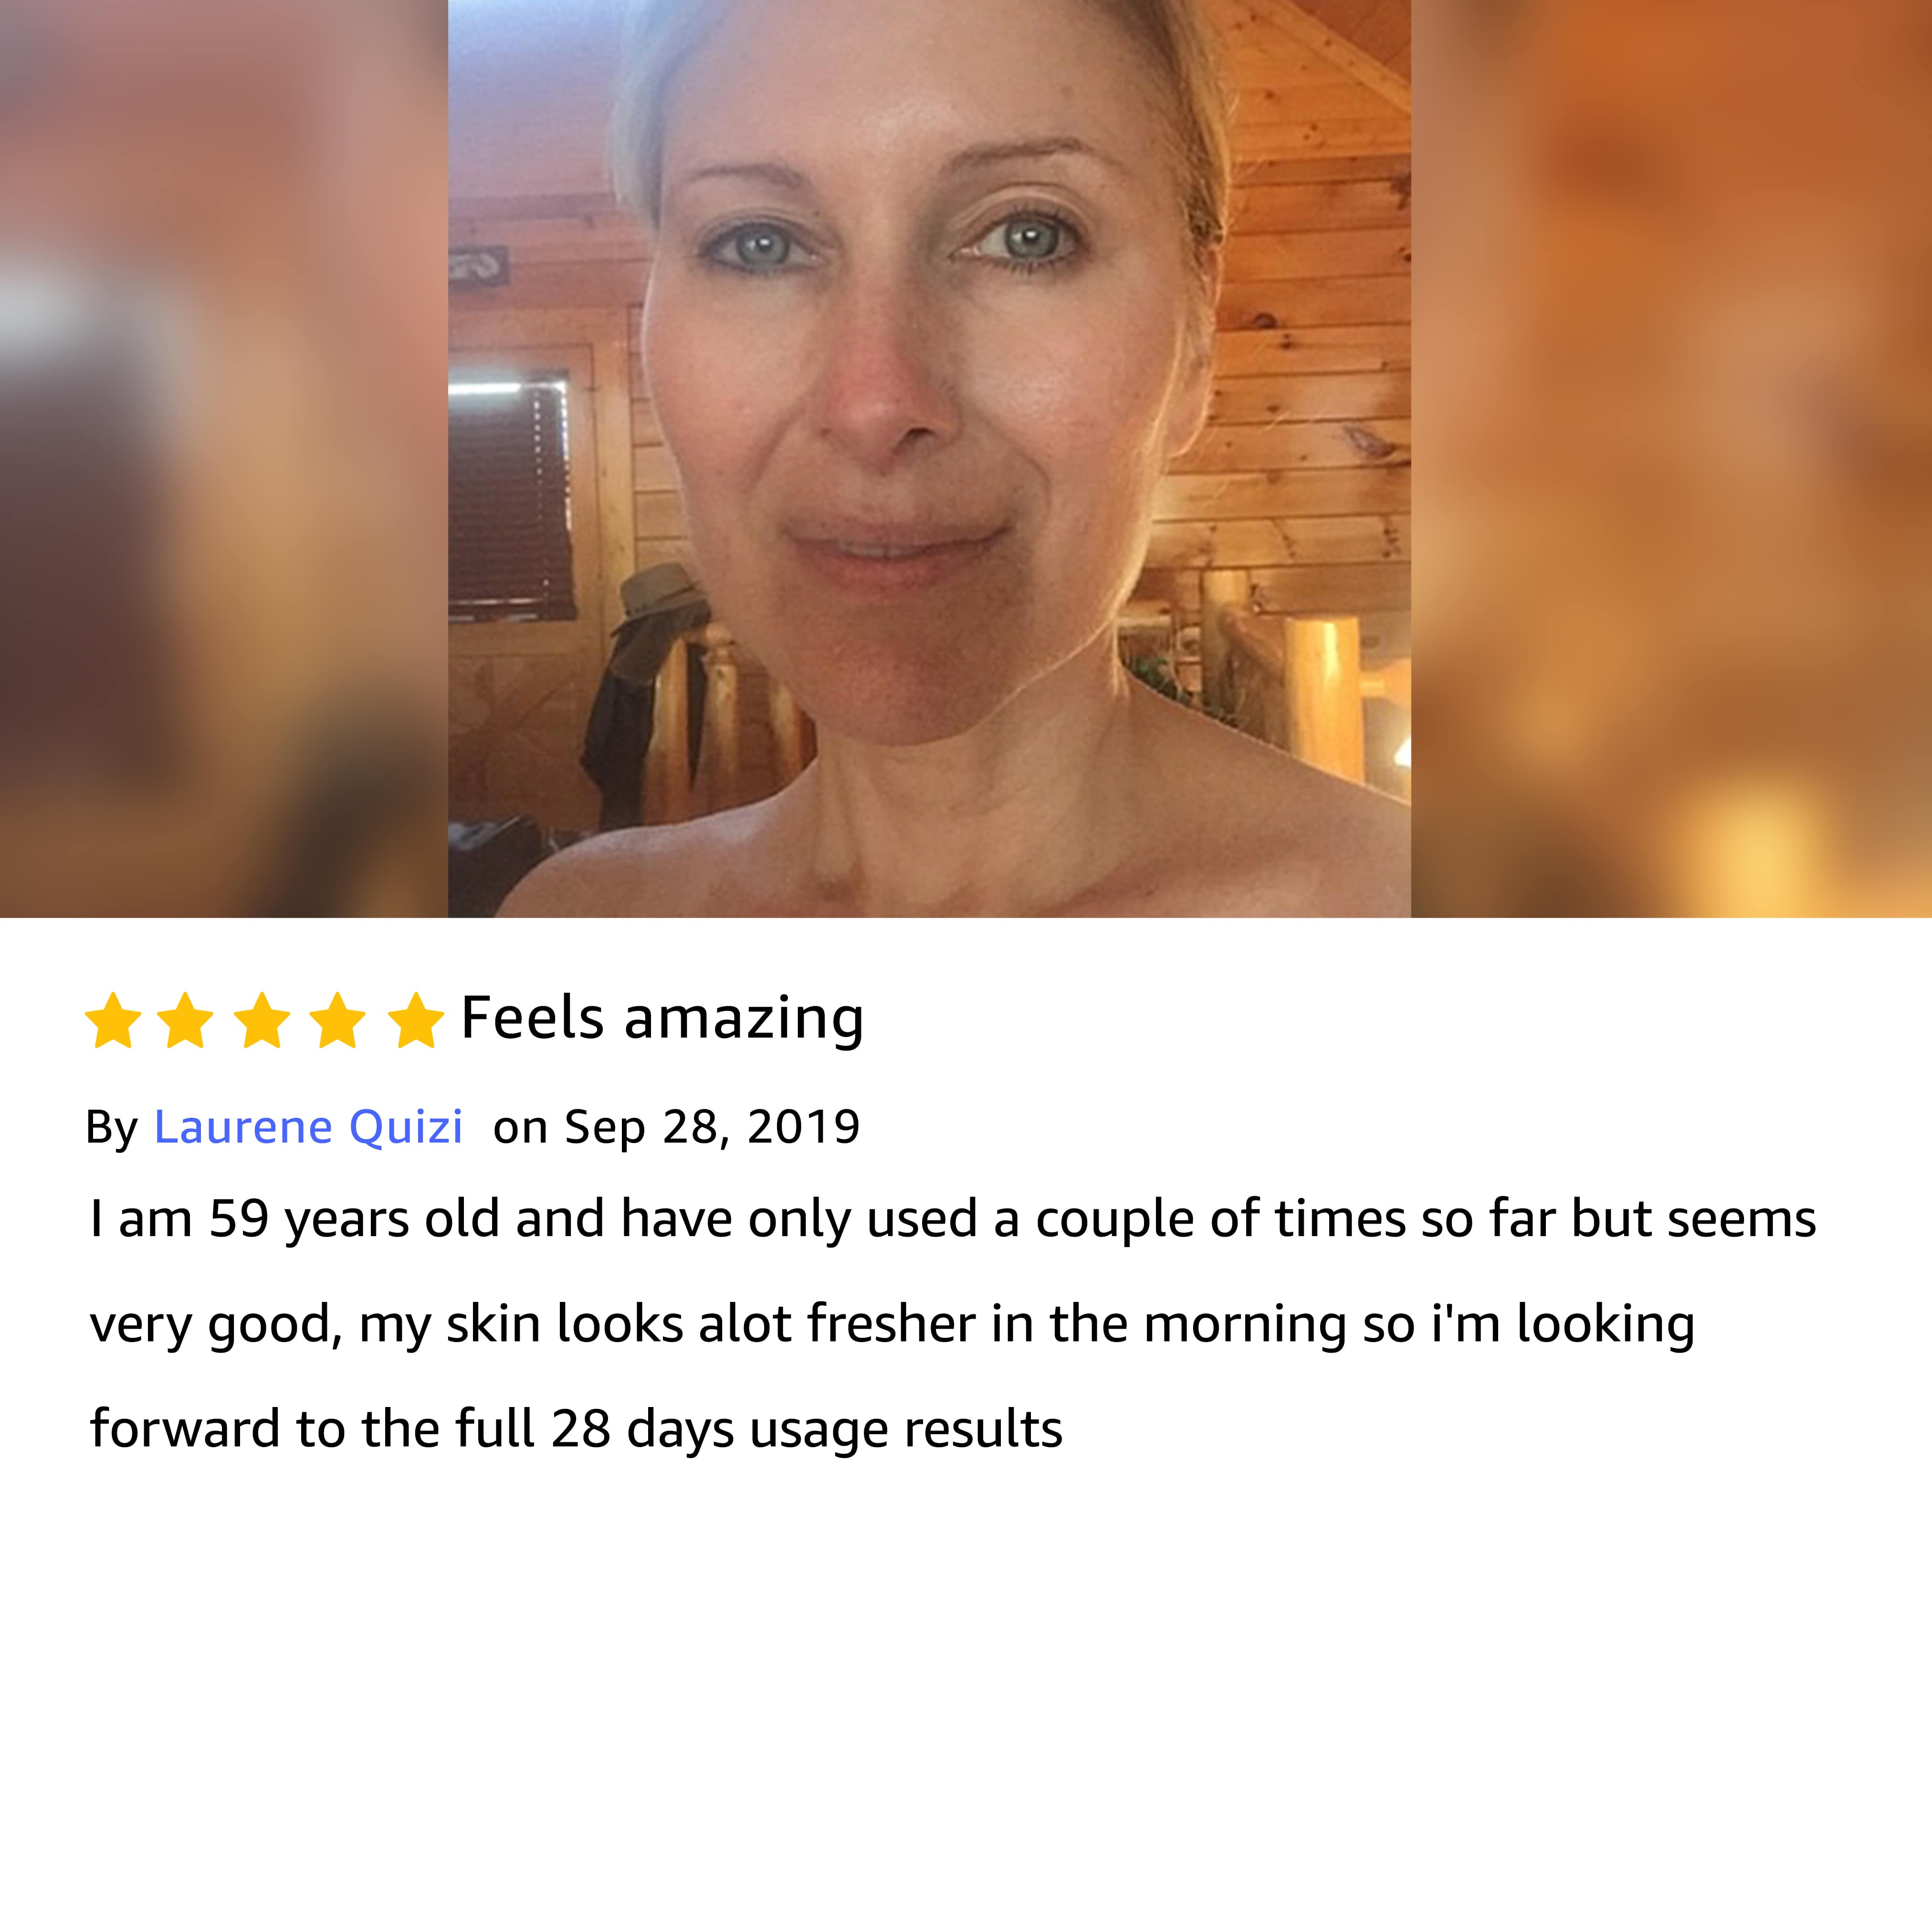 Feels amazing
By Laurene Quizi on Sep 28, 2019
I am 59 years old and have only used a couple of times so far but seems
very good, my skin looks alot fresher in the morning so i'm looking
forward to the full 28 days usage results